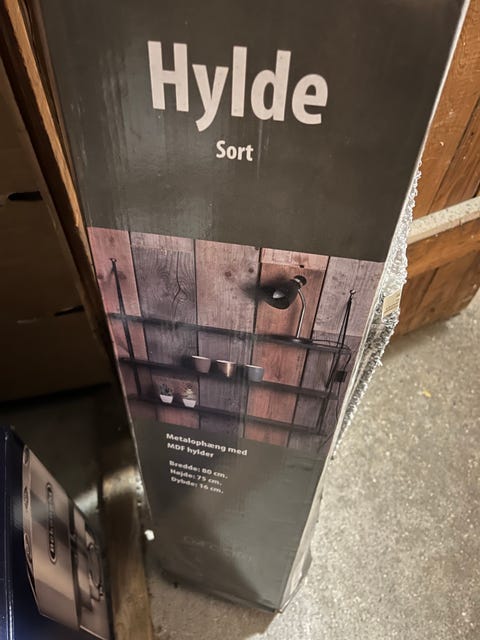 Hylde
Sort
Metalophæng med
MDF hylder
Bredde: 80 cm.
Højde: 75 cm.
Dybde: 16 cm.